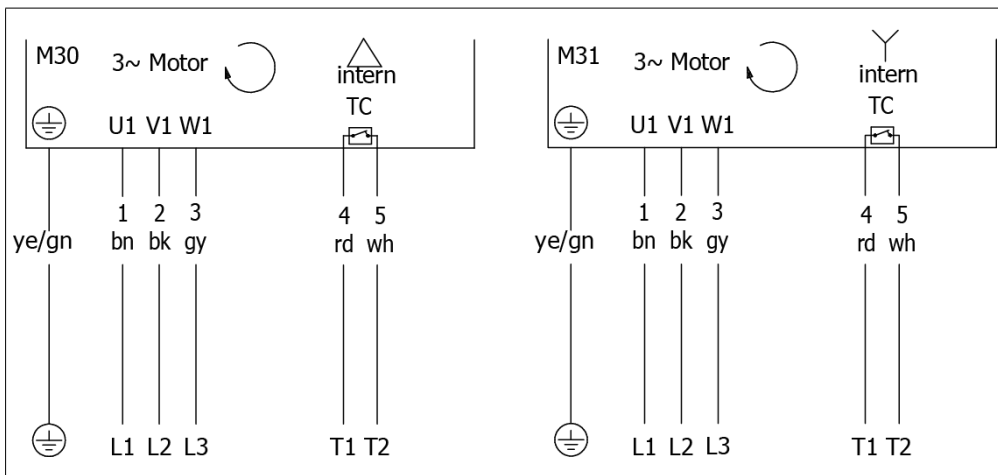 M30 3~ Motor intern
TC
U1 V1 W1
1 2 3 4 5
ye/gn bn bk gy rd wh
L1 L2 L3 T1 T2
M31 3~ Motor intern
TC
U1 V1 W1
1 2 3 4 5
ye/gn bn bk gy rd wh
L1 L2 L3 T1 T2